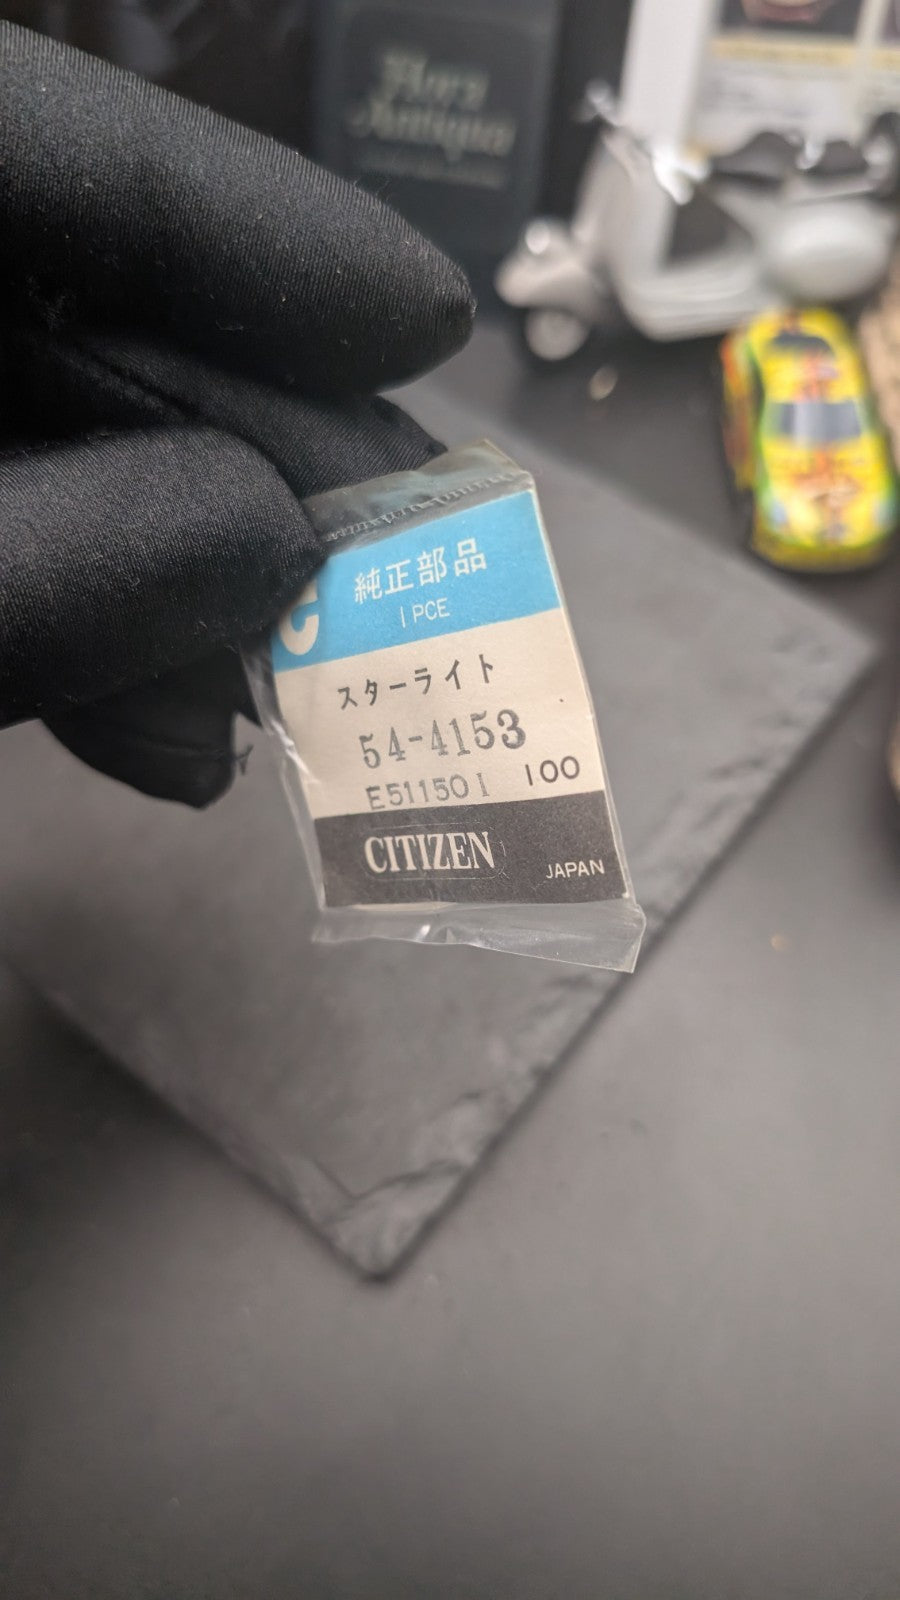 純正部品
1 PCE
スターライト
54-4153
E511501 100
CITIZEN
JAPAN